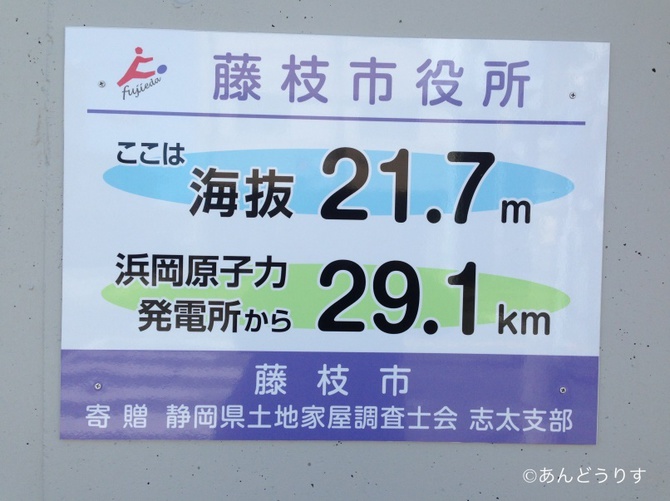 fujieda
藤枝市役所
ここは
海抜 21.7m
浜岡原子力
発電所から 29.1km
藤枝市
寄贈 静岡県土地家屋調査士会 志太支部
©あんどうりす